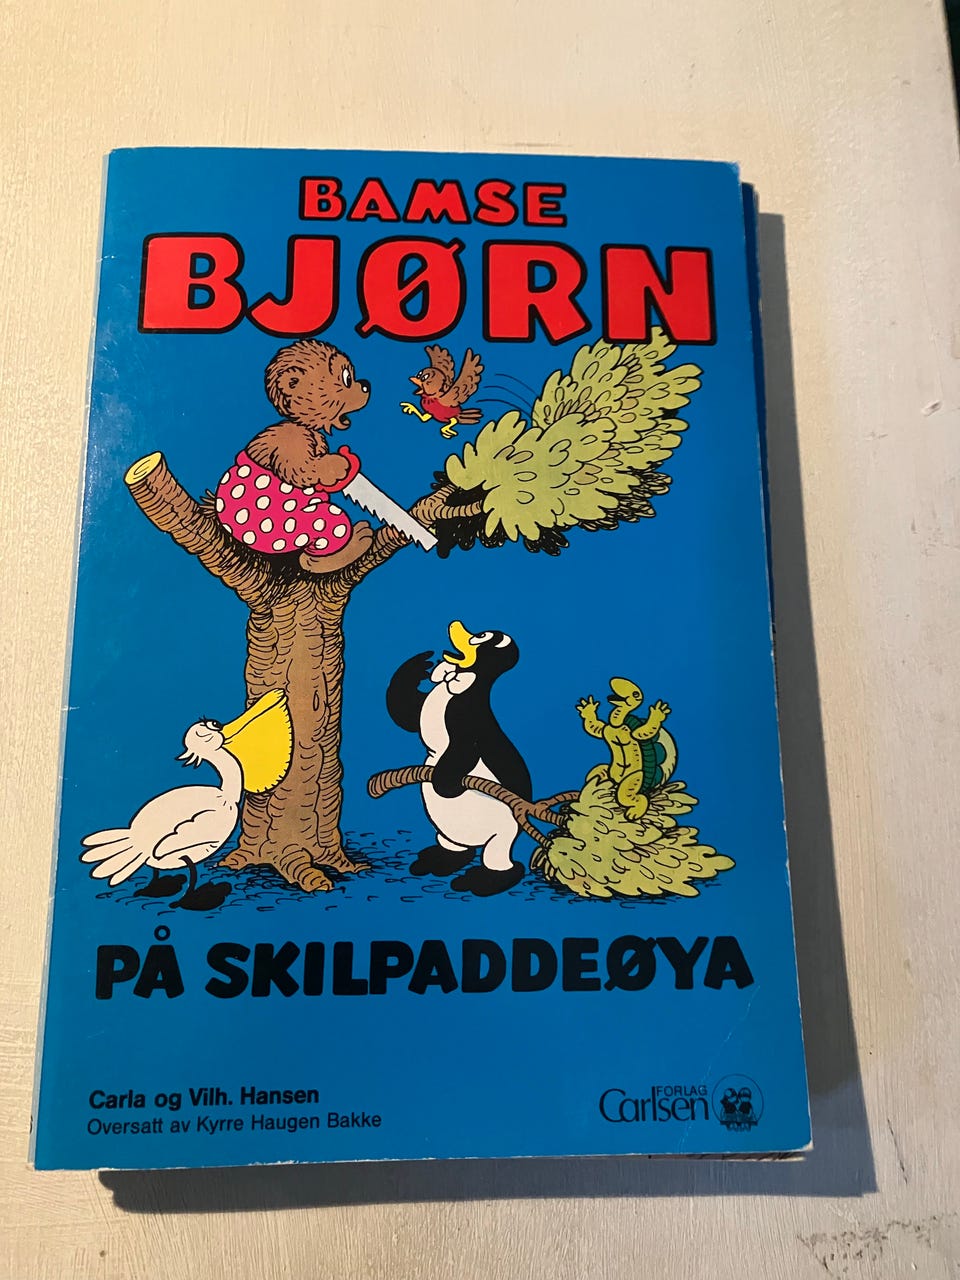 BAMSE
BJØRN
PÅ SKILPADDEØYA
Carla og Vilh. Hansen
Oversatt av Kyrre Haugen Bakke
FORLAG
Carlsen